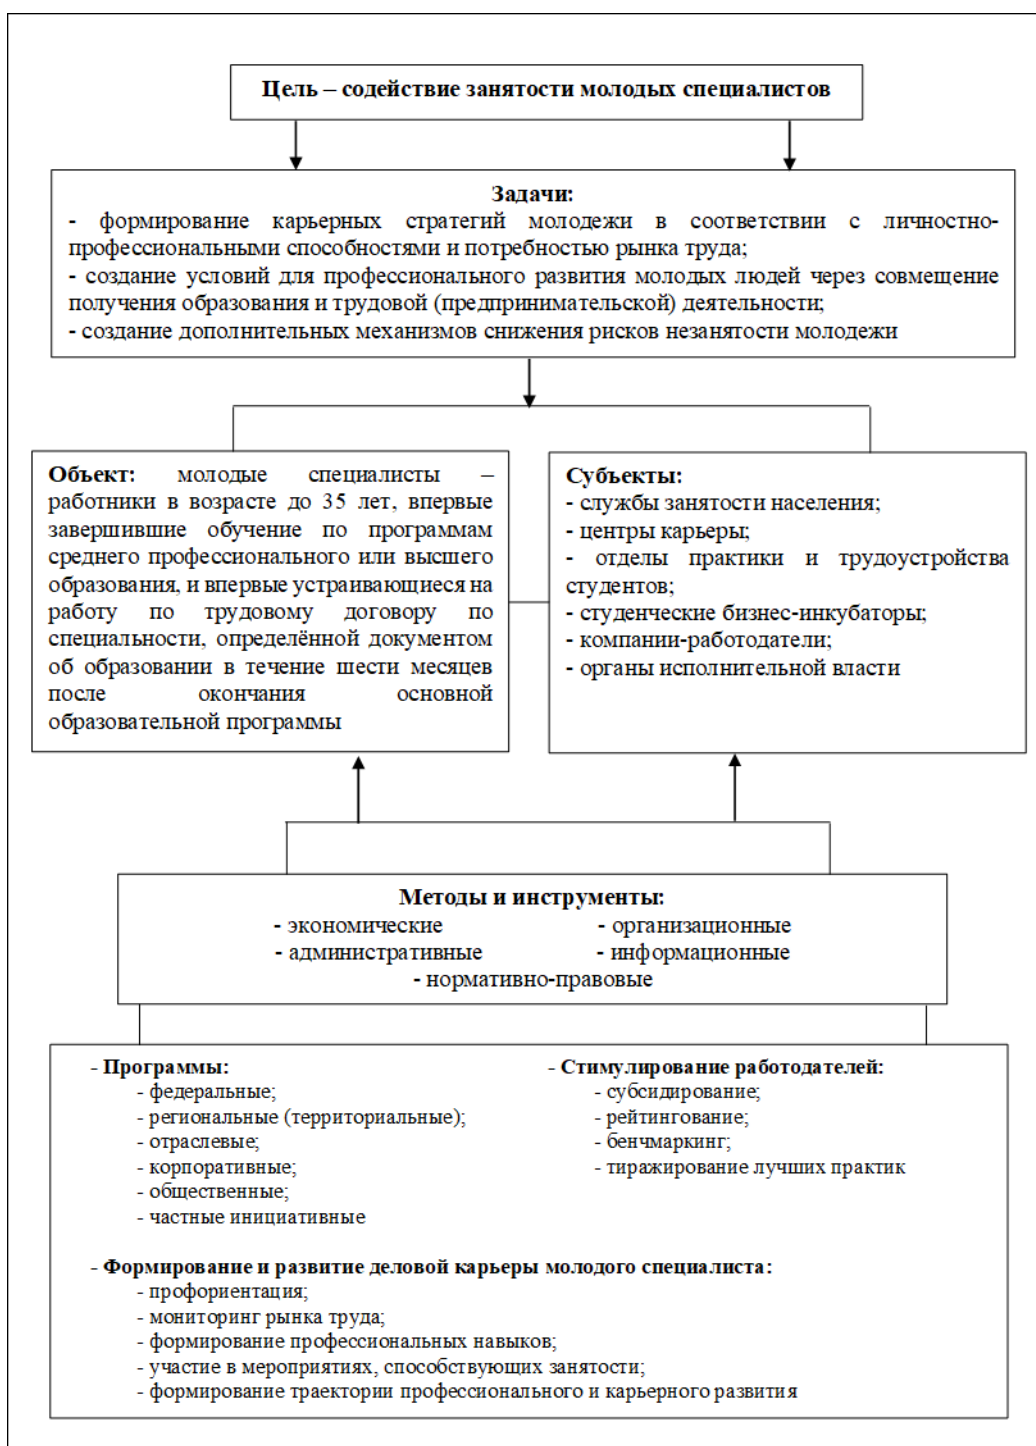 Цель – содействие занятости молодых специалистов
Задачи:
- формирование карьерных стратегий молодежи в соответствии с личностно-
профессиональными способностями и потребностью рынка труда;
- создание условий для профессионального развития молодых людей через совмещение
получения образования и трудовой (предпринимательской) деятельности;
- создание дополнительных механизмов снижения рисков незанятости молодежи
Объект: молодые специалисты –
работники в возрасте до 35 лет, впервые
завершившие обучение по программам
среднего профессионального или высшего
образования, и впервые устраивающиеся на
работу по трудовому договору по
специальности, определённой документом
об образовании в течение шести месяцев
после окончания основной
образовательной программы
Субъекты:
- службы занятости населения;
- центры карьеры;
- отделы практики и трудоустройства
студентов;
- студенческие бизнес-инкубаторы;
- компании-работодатели;
- органы исполнительной власти
Методы и инструменты:
- экономические - организационные
- административные - информационные
- нормативно-правовые
- Программы:
- федеральные;
- региональные (территориальные);
- отраслевые;
- корпоративные;
- общественные;
- частные инициативные
- Стимулирование работодателей:
- субсидирование;
- рейтингование;
- бенчмаркинг;
- тиражирование лучших практик
- Формирование и развитие деловой карьеры молодого специалиста:
- профориентация;
- мониторинг рынка труда;
- формирование профессиональных навыков;
- участие в мероприятиях, способствующих занятости;
- формирование траектории профессионального и карьерного развития